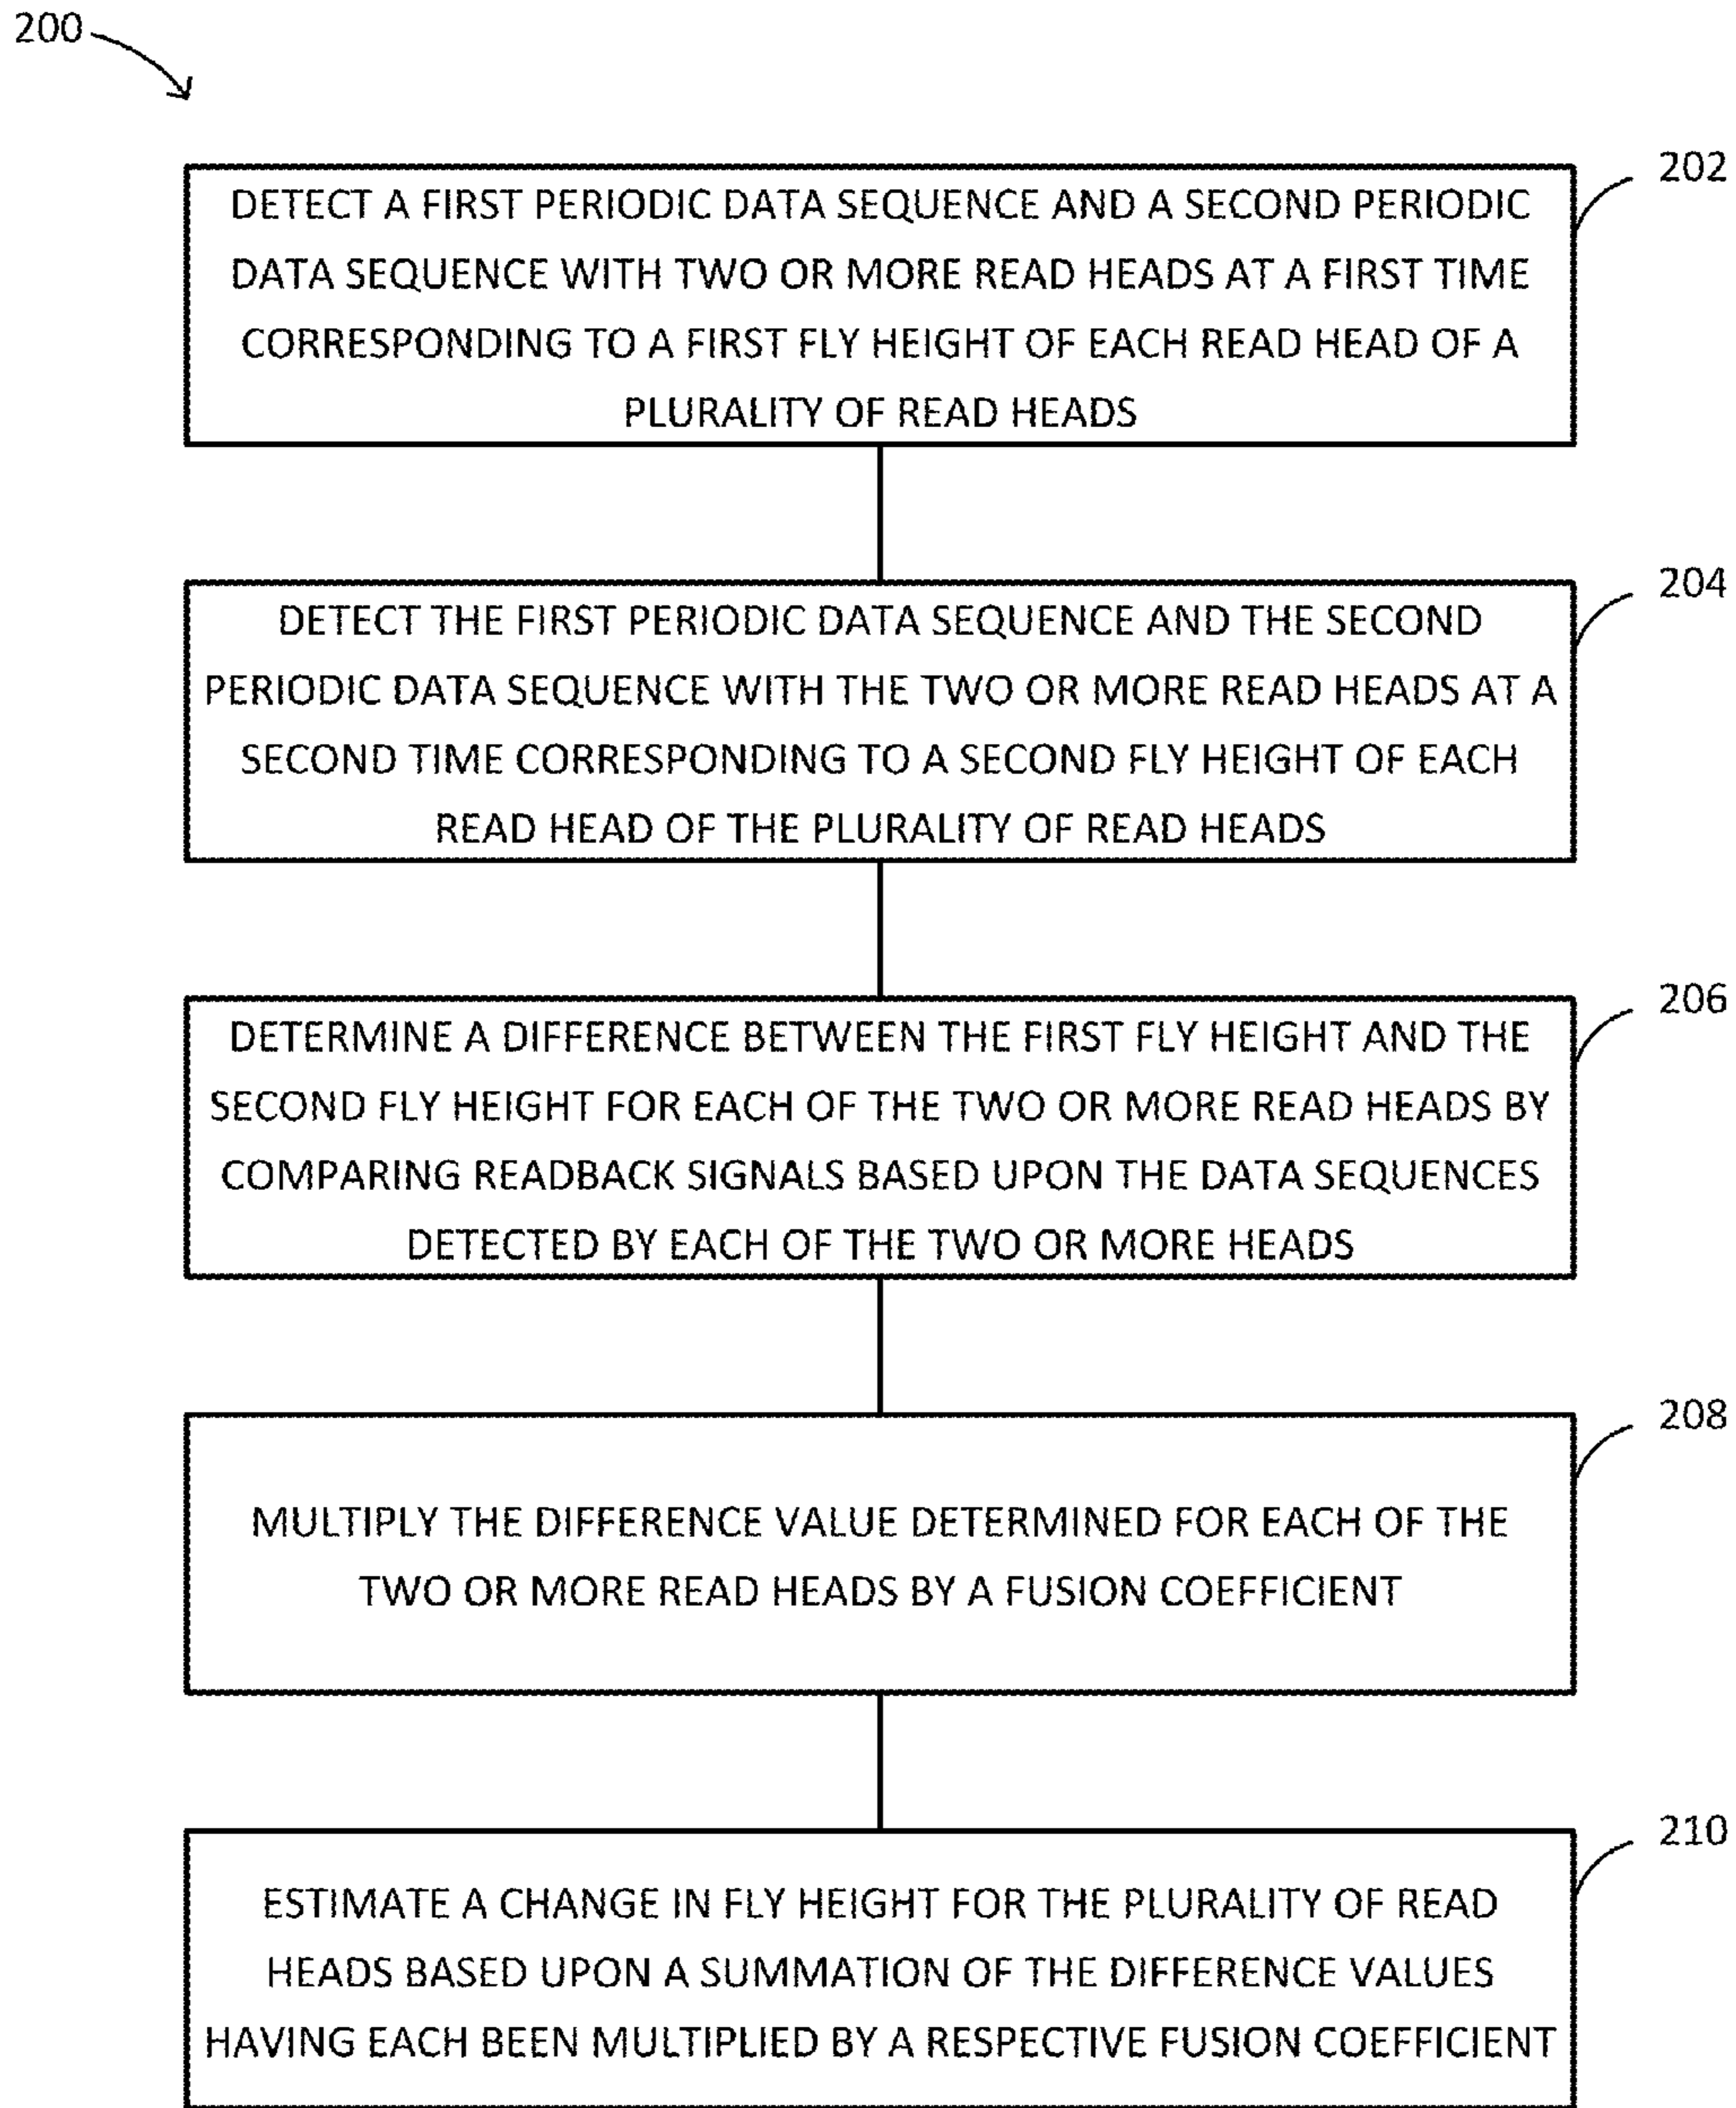 200
202
DETECT A FIRST PERIODIC DATA SEQUENCE AND A SECOND PERIODIC
DATA SEQUENCE WITH TWO OR MORE READ HEADS AT A FIRST TIME
CORRESPONDING TO A FIRST FLY HEIGHT OF EACH READ HEAD OF A
PLURALITY OF READ HEADS
204
DETECT THE FIRST PERIODIC DATA SEQUENCE AND THE SECOND
PERIODIC DATA SEQUENCE WITH THE TWO OR MORE READ HEADS AT A
SECOND TIME CORRESPONDING TO A SECOND FLY HEIGHT OF EACH
READ HEAD OF THE PLURALITY OF READ HEADS
206
DETERMINE A DIFFERENCE BETWEEN THE FIRST FLY HEIGHT AND THE
SECOND FLY HEIGHT FOR EACH OF THE TWO OR MORE READ HEADS BY
COMPARING READBACK SIGNALS BASED UPON THE DATA SEQUENCES
DETECTED BY EACH OF THE TWO OR MORE HEADS
208
MULTIPLY THE DIFFERENCE VALUE DETERMINED FOR EACH OF THE
TWO OR MORE READ HEADS BY A FUSION COEFFICIENT
210
ESTIMATE A CHANGE IN FLY HEIGHT FOR THE PLURALITY OF READ
HEADS BASED UPON A SUMMATION OF THE DIFFERENCE VALUES
HAVING EACH BEEN MULTIPLIED BY A RESPECTIVE FUSION COEFFICIENT